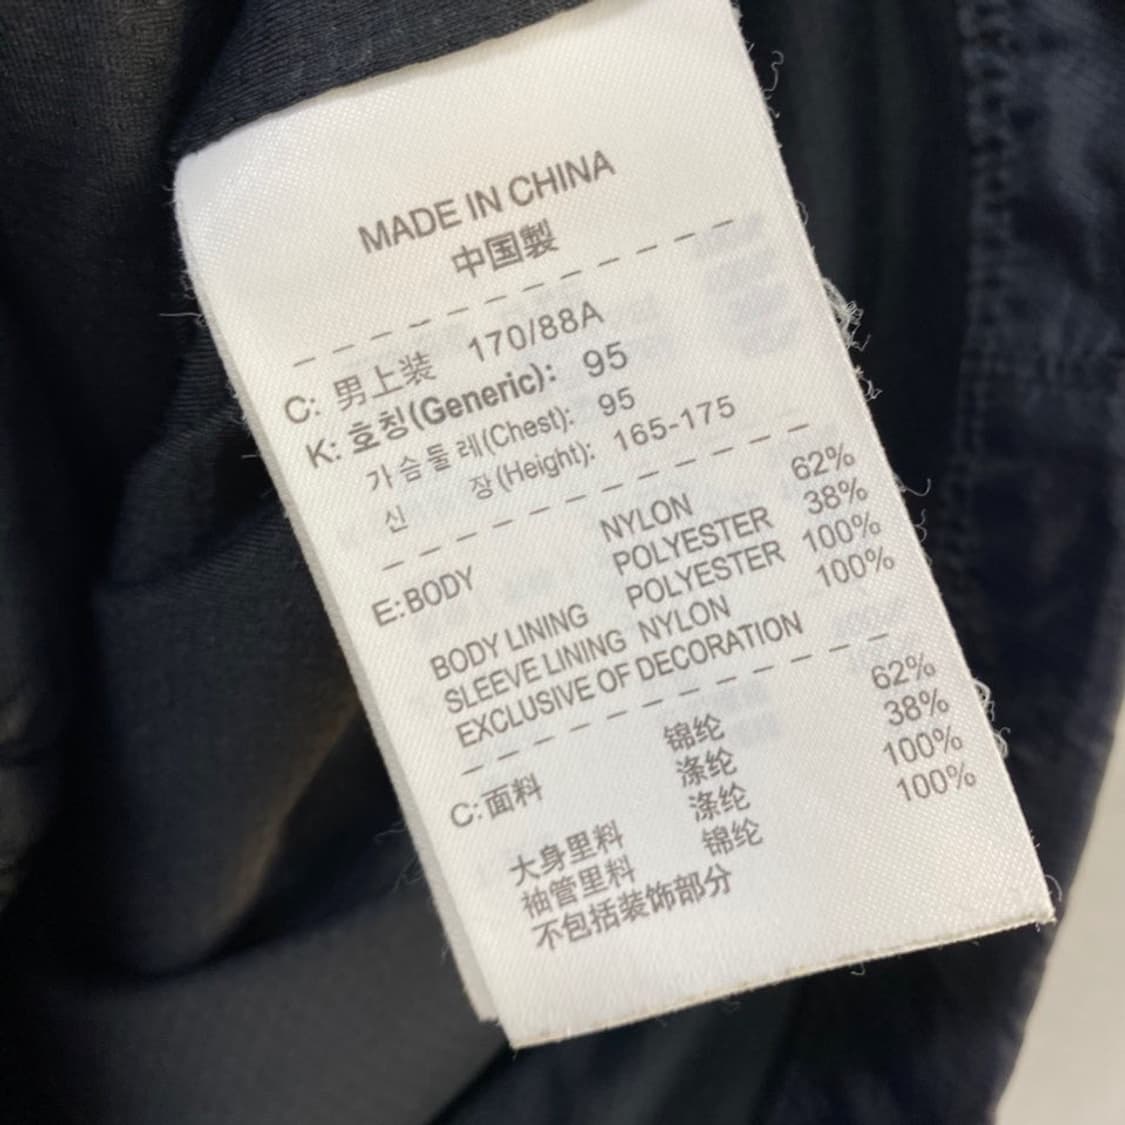 MADE IN CHINA
中国製
C: 男上装 170/88A
K: 호칭(Generic): 95
가슴둘레(Chest): 95
신 장(Height): 165-175
E:BODY NYLON 62%
POLYESTER 38%
BODY LINING POLYESTER 100%
SLEEVE LINING NYLON 100%
EXCLUSIVE OF DECORATION
C:面料 锦纶 62%
涤纶 38%
大身里料 涤纶 100%
袖管里料 锦纶 100%
不包括装饰部分